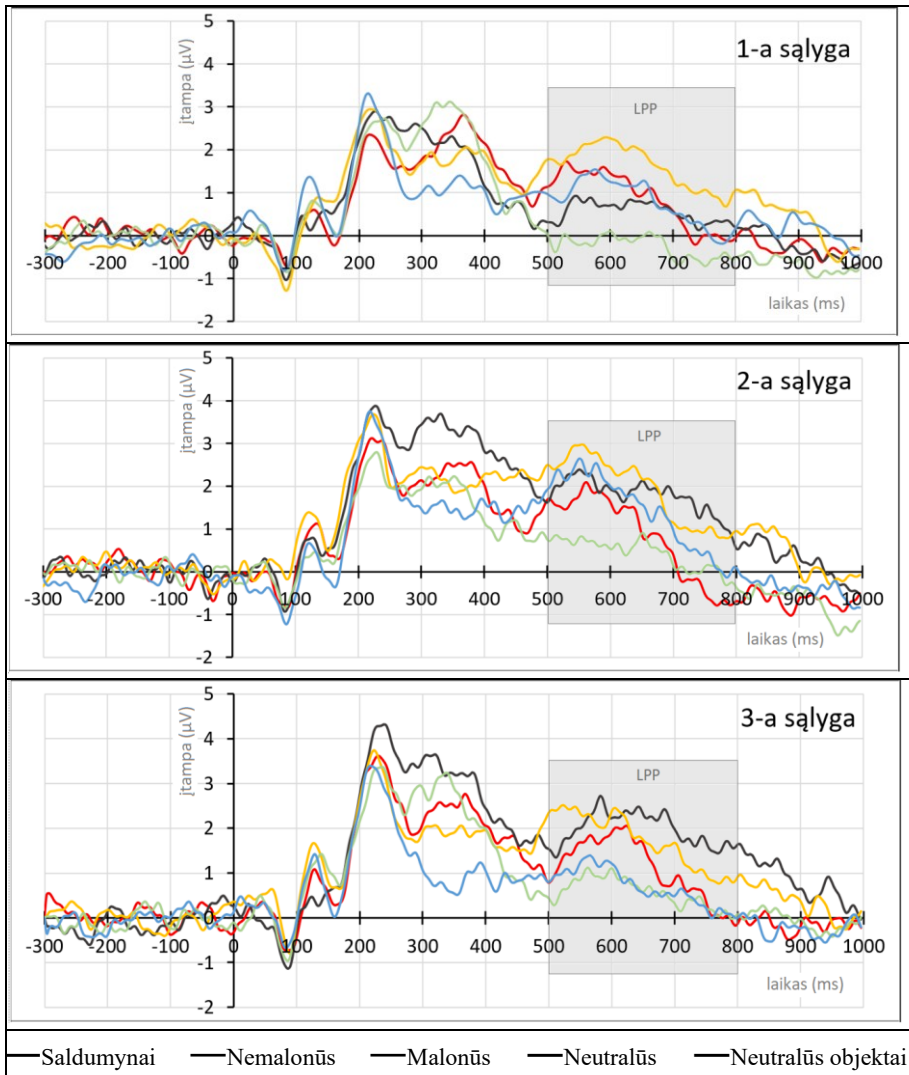 1-a sąlyga
įtampa (µV)
LPP
5
4
3
2
1
0
-1
-2
-300 -200 -100 0 100 200 300 400 500 600 700 800 900 1000
laikas (ms)
2-a sąlyga
įtampa (µV)
LPP
5
4
3
2
1
0
-1
-2
-300 -200 -100 0 100 200 300 400 500 600 700 800 900 1000
laikas (ms)
3-a sąlyga
įtampa (µV)
LPP
5
4
3
2
1
0
-1
-2
-300 -200 -100 0 100 200 300 400 500 600 700 800 900 1000
laikas (ms)
Saldumynai Nemalonūs Malonūs Neutralūs Neutralūs objektai